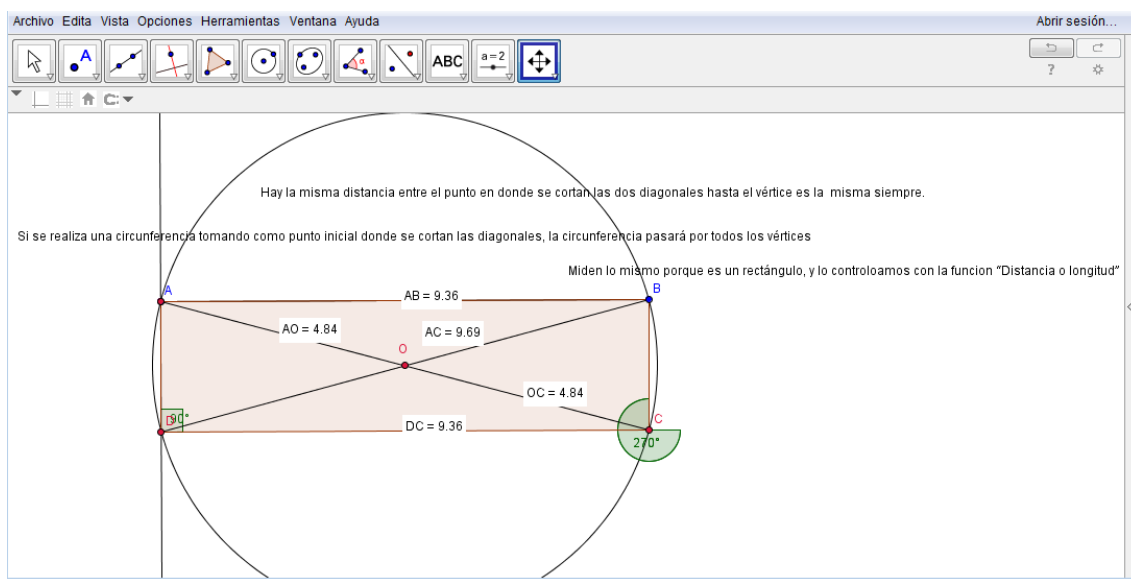 Archivo Edita Vista Opciones Herramientas Ventana Ayuda
Abrir sesión...
A
α
ABC
a=2
?
Hay la misma distancia entre el punto en donde se cortan las dos diagonales hasta el vértice es la  misma siempre.
Si se realiza una circunferencia tomando como punto inicial donde se cortan las diagonales, la circunferencia pasará por todos los vértices
Miden lo mismo porque es un rectángulo, y lo controloamos con la funcion "Distancia o longitud"
A
B
AB = 9.36
AO = 4.84
AC = 9.69
O
OC = 4.84
D
90°
DC = 9.36
C
270°